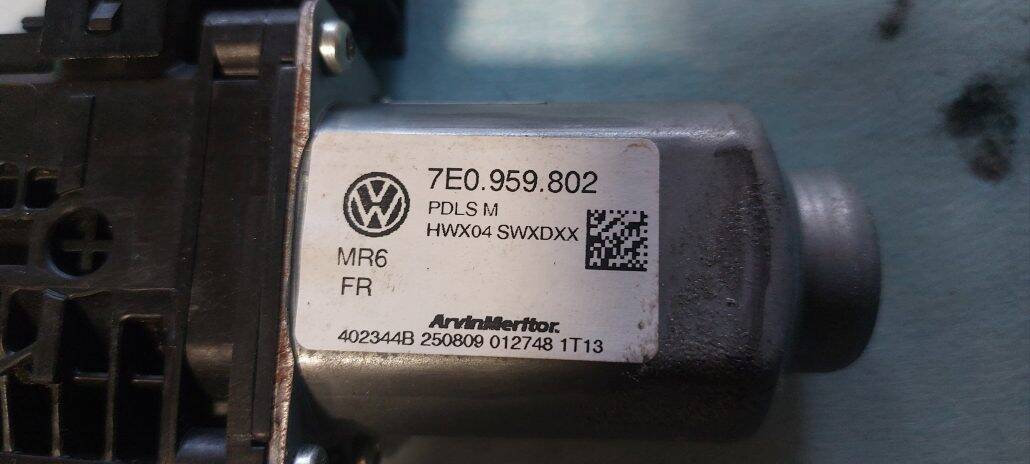 7E0.959.802
PDLS M
HWX04 SWXDXX
MR6
FR
ArvinMeritor.
402344B 250809 012748 1T13